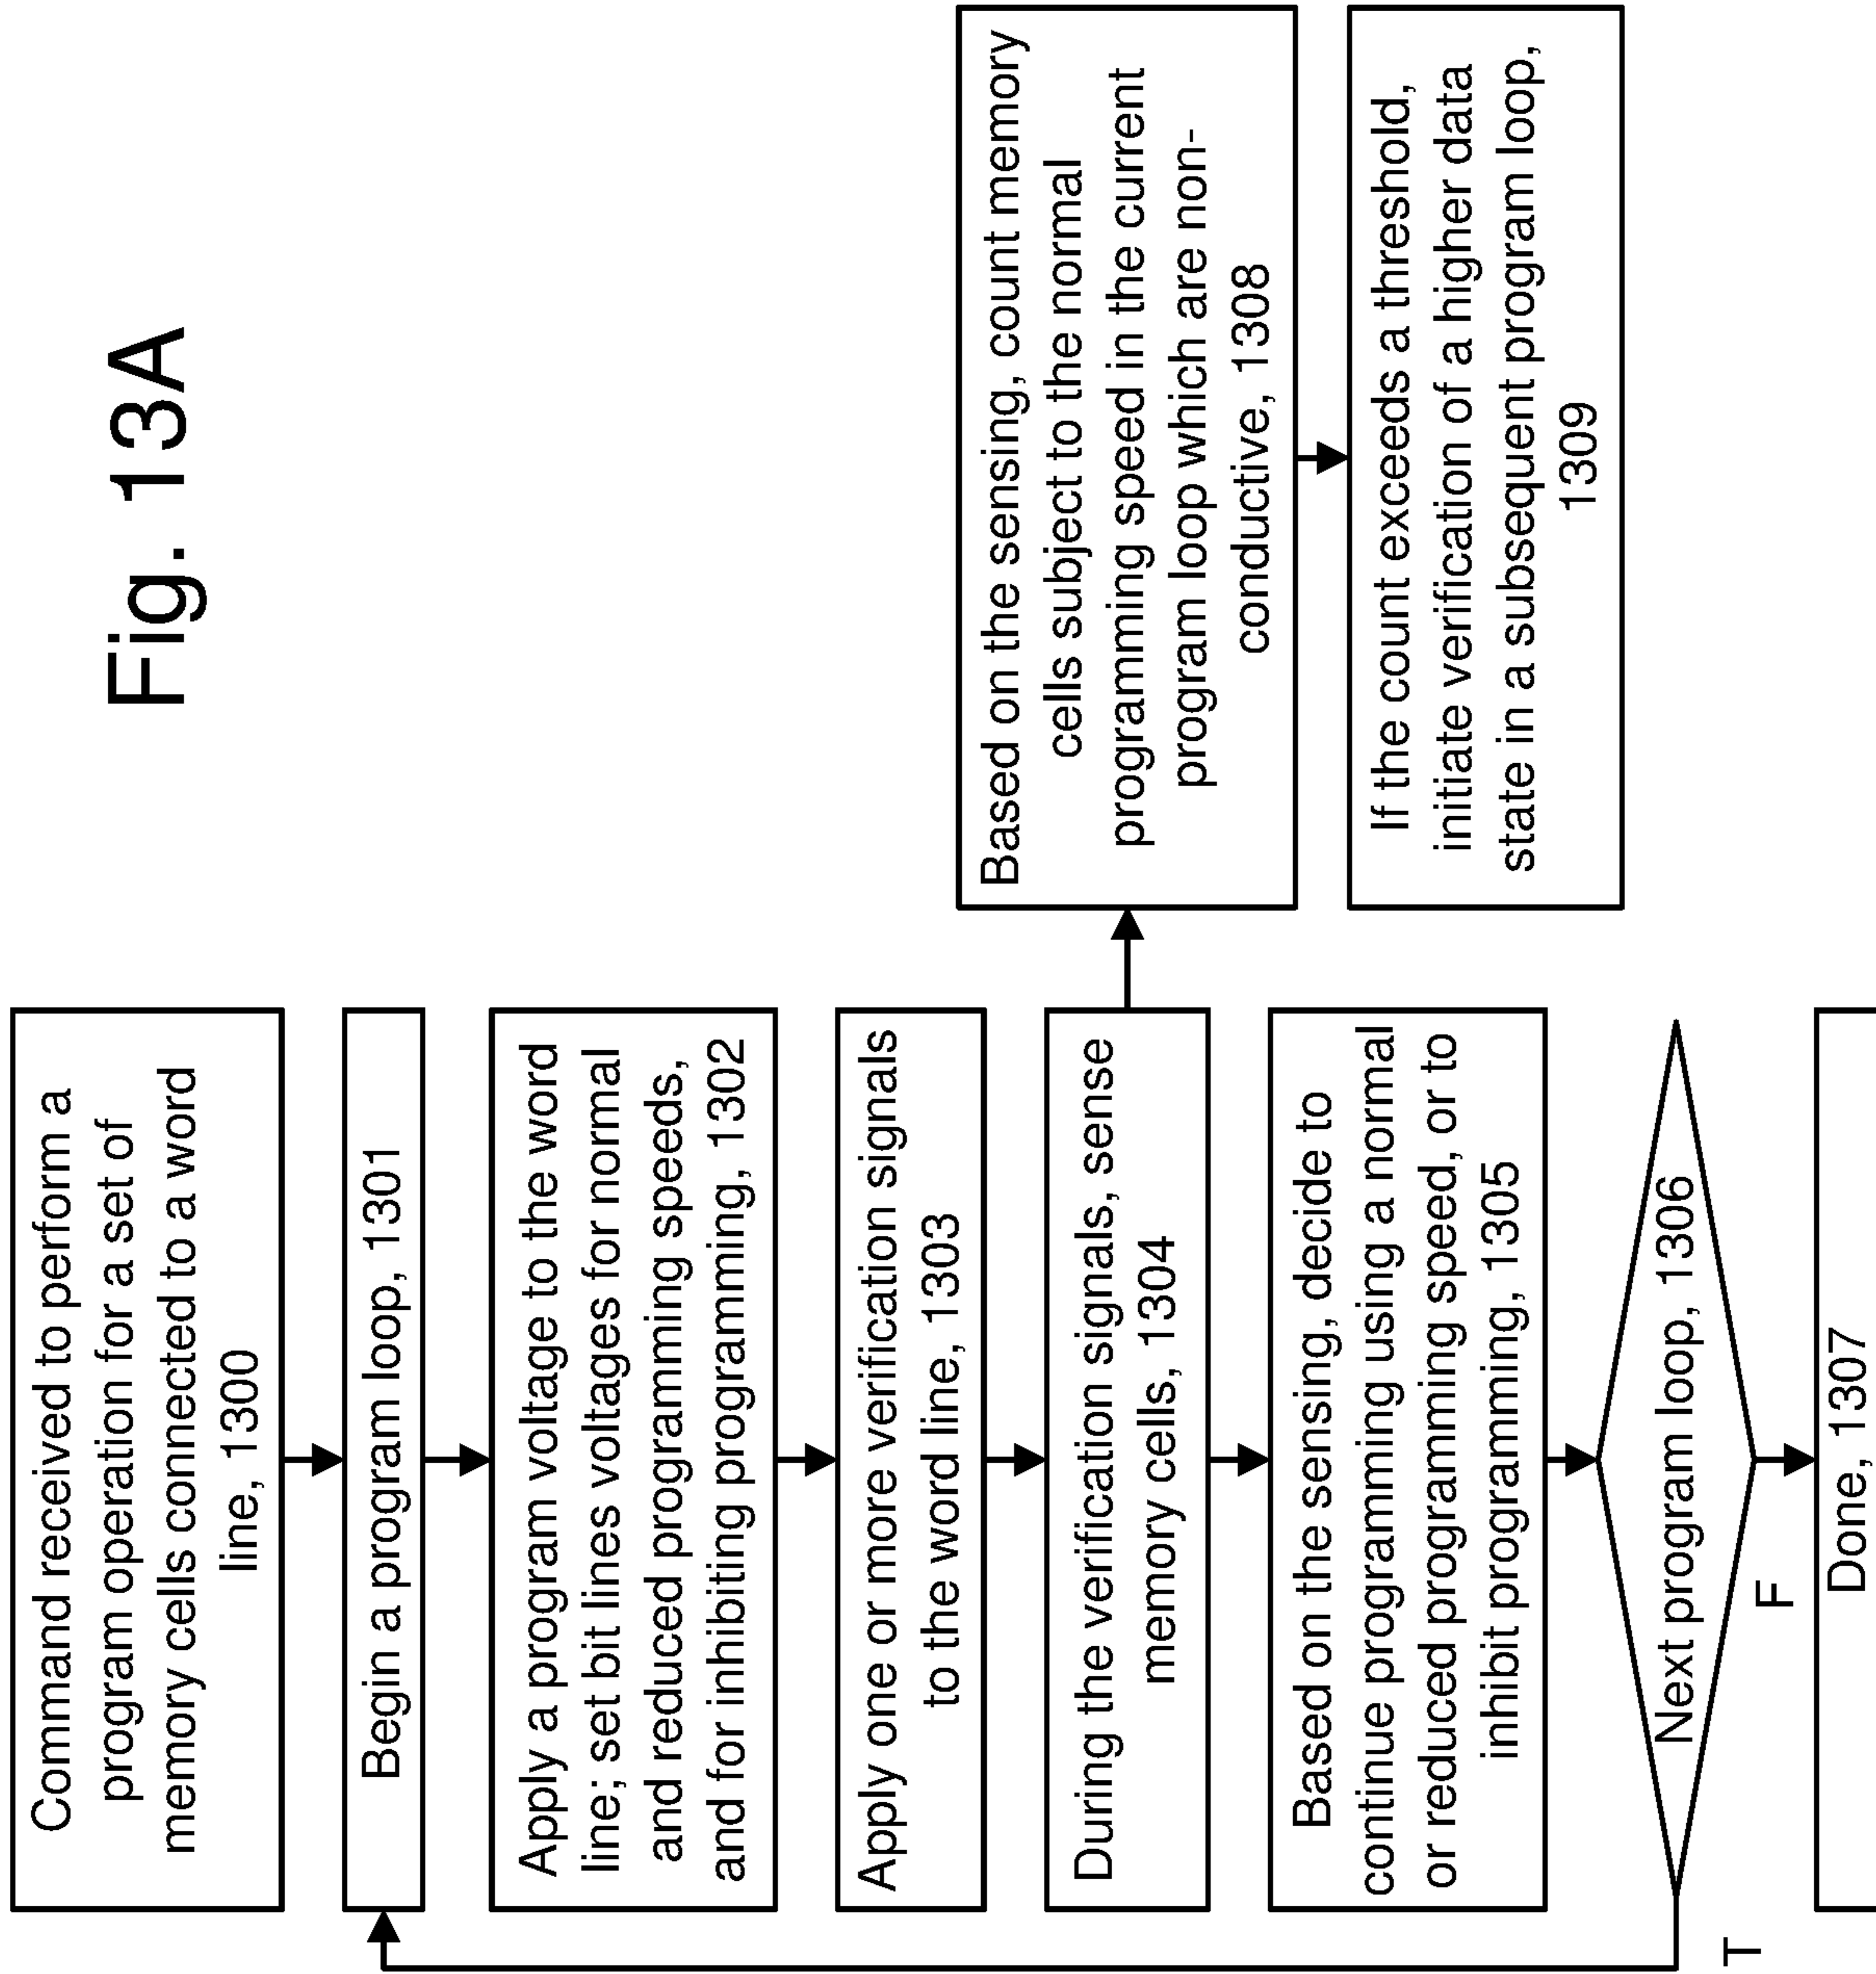 Fig. 13A
Command received to perform a
program operation for a set of
memory cells connected to a word
line, 1300
Begin a program loop, 1301
Apply a program voltage to the word
line; set bit lines voltages for normal
and reduced programming speeds,
and for inhibiting programming, 1302
Apply one or more verification signals
to the word line, 1303
During the verification signals, sense
memory cells, 1304
Based on the sensing, decide to
continue programming using a normal
or reduced programming speed, or to
inhibit programming, 1305
Next program loop, 1306
T
F
Done, 1307
Based on the sensing, count memory
cells subject to the normal
programming speed in the current
program loop which are non-
conductive, 1308
If the count exceeds a threshold,
initiate verification of a higher data
state in a subsequent program loop,
1309